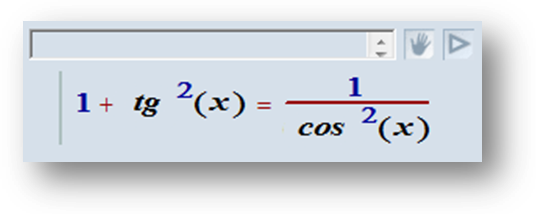 1 + tg ²(x) = 1 / cos ²(x)